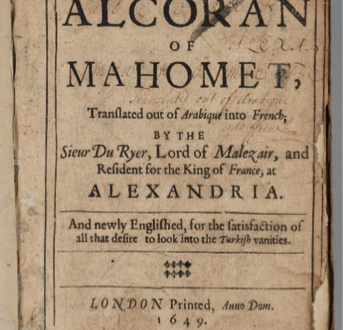 ALCORAN
OF
MAHOMET,
Tranſlated out of Arabique into French,
BY THE
Sieur Du Ryer, Lord of Malezair, and
Reſident for the King of France, at
ALEXANDRIA.
And newly Engliſhed, for the ſatisfaction of
all that deſire to look into the Turkiſh vanities.
LONDON Printed, Anno Dom.
1649.